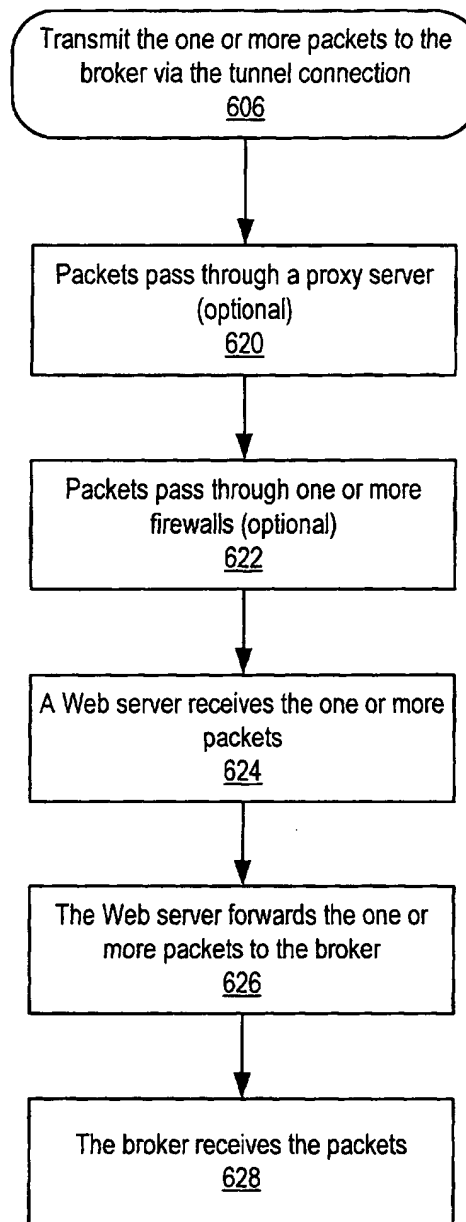 Transmit the one or more packets to the
broker via the tunnel connection
606
Packets pass through a proxy server
(optional)
620
Packets pass through one or more
firewalls (optional)
622
A Web server receives the one or more
packets
624
The Web server forwards the one or
more packets to the broker
626
The broker receives the packets
628